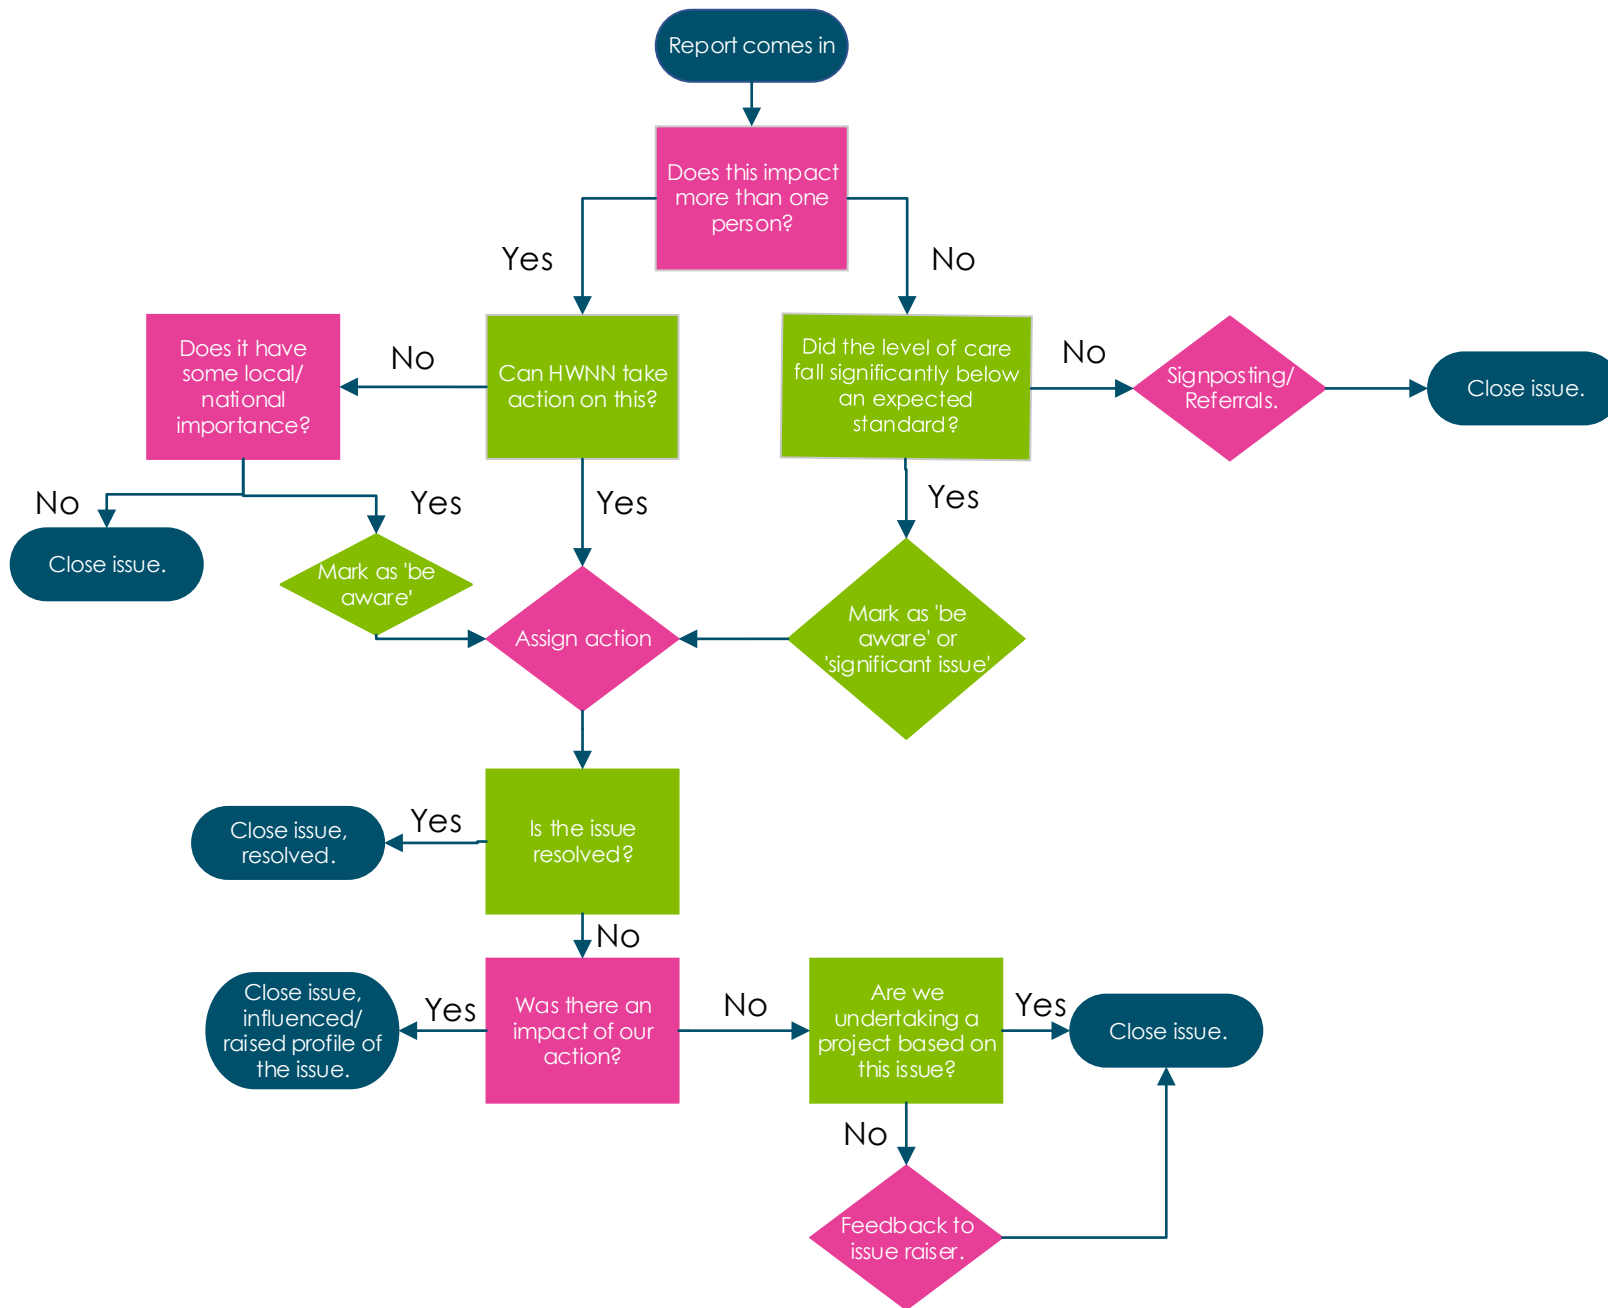 Report comes in
Does this impact
more than one
person?
Yes
No
Does it have
some local/
national
importance?
No
Can HWNN take
action on this?
Did the level of care
fall significantly below
an expected
standard?
No
Signposting/
Referrals.
Close issue.
No
Yes
Yes
Yes
Close issue.
Mark as 'be
aware'
Assign action
Mark as 'be
aware' or
'significant issue'
Close issue,
resolved.
Yes
Is the issue
resolved?
No
Close issue,
influenced/
raised profile of
the issue.
Yes
Was there an
impact of our
action?
No
Are we
undertaking a
project based on
this issue?
Yes
Close issue.
No
Feedback to
issue raiser.